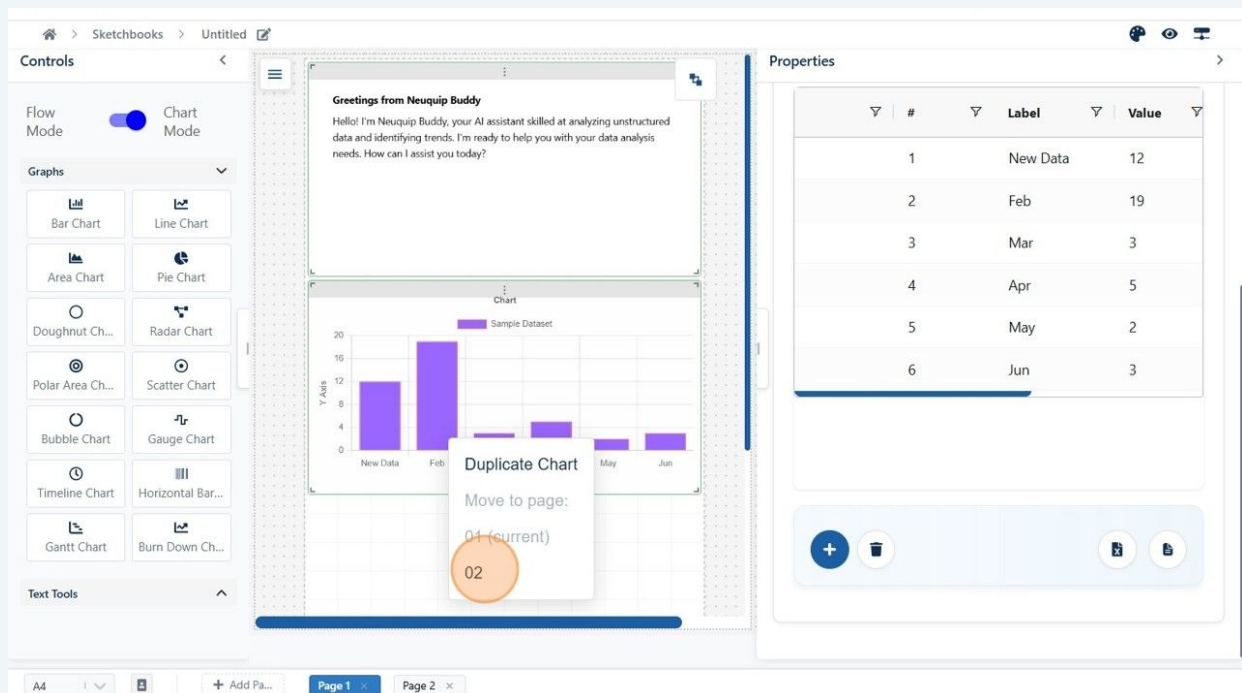 Sketchbooks > Untitled
Controls
Flow Mode
Chart Mode
Graphs
Bar Chart
Line Chart
Area Chart
Pie Chart
Doughnut Ch...
Radar Chart
Polar Area Ch...
Scatter Chart
Bubble Chart
Gauge Chart
Timeline Chart
Horizontal Bar...
Gantt Chart
Burn Down Ch...
Text Tools
Greetings from Neuquip Buddy
Hello! I'm Neuquip Buddy, your AI assistant skilled at analyzing unstructured
data and identifying trends. I'm ready to help you with your data analysis
needs. How can I assist you today?
Chart
Sample Dataset
Y Axis
20
16
12
8
4
0
New Data Feb May Jun
Duplicate Chart
Move to page:
01 (current)
02
Properties
# Label Value
1 New Data 12
2 Feb 19
3 Mar 3
4 Apr 5
5 May 2
6 Jun 3
A4
+ Add Pa...
Page 1 ×
Page 2 ×